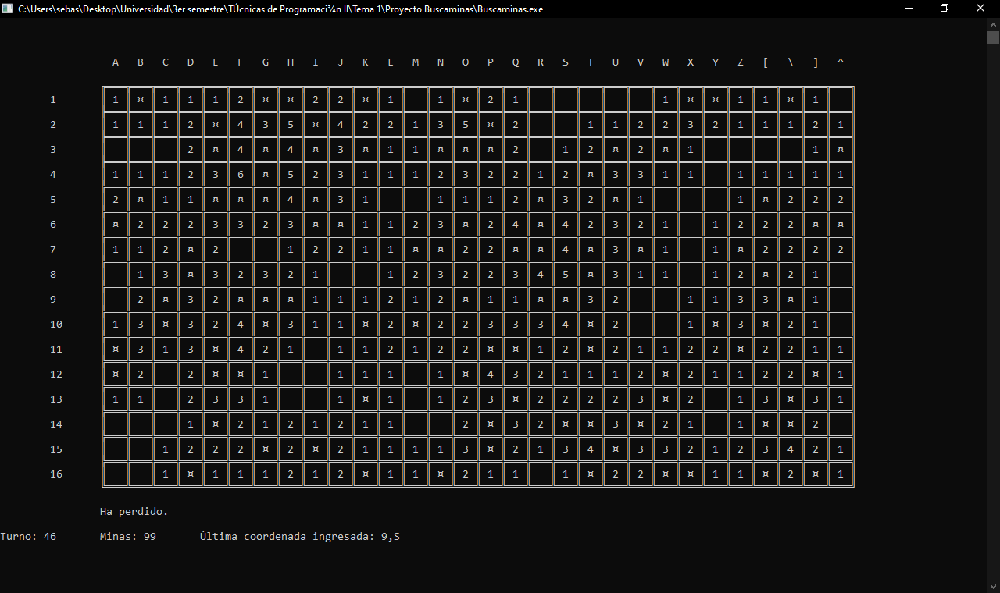 C:\Users\sebas\Desktop\Universidad\3er semestre\TÚcnicas de Programaci¾n II\Tema 1\Proyecto Buscaminas\Buscaminas.exe
A B C D E F G H I J K L M N O P Q R S T U V W X Y Z [ \ ] ^
1 1 ¤ 1 1 1 2 ¤ ¤ 2 2 ¤ 1 1 ¤ 2 1 1 ¤ ¤ 1 1 ¤ 1
2 1 1 1 2 ¤ 4 3 5 ¤ 4 2 2 1 3 5 ¤ 2 1 1 2 2 3 2 1 1 1 2 1
3 2 ¤ 4 ¤ 4 ¤ 3 ¤ 1 1 ¤ ¤ ¤ 2 1 2 ¤ 2 ¤ 1 1 ¤
4 1 1 1 2 3 6 ¤ 5 2 3 1 1 1 2 3 2 2 1 2 ¤ 3 3 1 1 1 1 1 1 1
5 2 ¤ 1 1 ¤ ¤ ¤ 4 ¤ 3 1 1 1 1 2 ¤ 3 2 ¤ 1 1 ¤ 2 2 2
6 ¤ 2 2 2 3 3 2 3 ¤ ¤ 1 1 2 3 ¤ 2 4 ¤ 4 2 3 2 1 1 2 2 2 ¤ ¤
7 1 1 2 ¤ 2 1 2 2 1 1 ¤ ¤ 2 2 ¤ ¤ 4 ¤ 3 ¤ 1 1 ¤ 2 2 2 2
8 1 3 ¤ 3 2 3 2 1 1 2 3 2 2 3 4 5 ¤ 3 1 1 1 2 ¤ 2 1
9 2 ¤ 3 2 ¤ ¤ ¤ 1 1 1 2 1 2 ¤ 1 1 ¤ ¤ 3 2 1 1 3 3 ¤ 1
10 1 3 ¤ 3 2 4 ¤ 3 1 1 ¤ 2 ¤ 2 2 3 3 3 4 ¤ 2 1 ¤ 3 ¤ 2 1
11 ¤ 3 1 3 ¤ 4 2 1 1 1 2 1 2 2 ¤ ¤ 1 2 ¤ 2 1 1 2 2 ¤ 2 2 1 1
12 ¤ 2 2 ¤ ¤ 1 1 1 1 1 ¤ 4 3 2 1 1 1 2 ¤ 2 1 1 2 2 ¤ 1
13 1 1 2 3 3 1 1 ¤ 1 1 2 3 ¤ 2 2 2 2 3 ¤ 2 1 3 ¤ 3 1
14 1 ¤ 2 1 2 1 2 1 1 2 ¤ 3 2 ¤ ¤ 3 ¤ 2 1 1 ¤ ¤ 2
15 1 2 2 2 ¤ 2 ¤ 2 1 1 1 1 3 ¤ 2 1 3 4 ¤ 3 3 2 1 2 3 4 2 1
16 1 ¤ 1 1 1 2 1 2 ¤ 1 1 ¤ 2 1 1 1 ¤ 2 2 ¤ ¤ 1 1 ¤ 2 ¤ 1
Ha perdido.
Turno: 46 Minas: 99 Última coordenada ingresada: 9,S